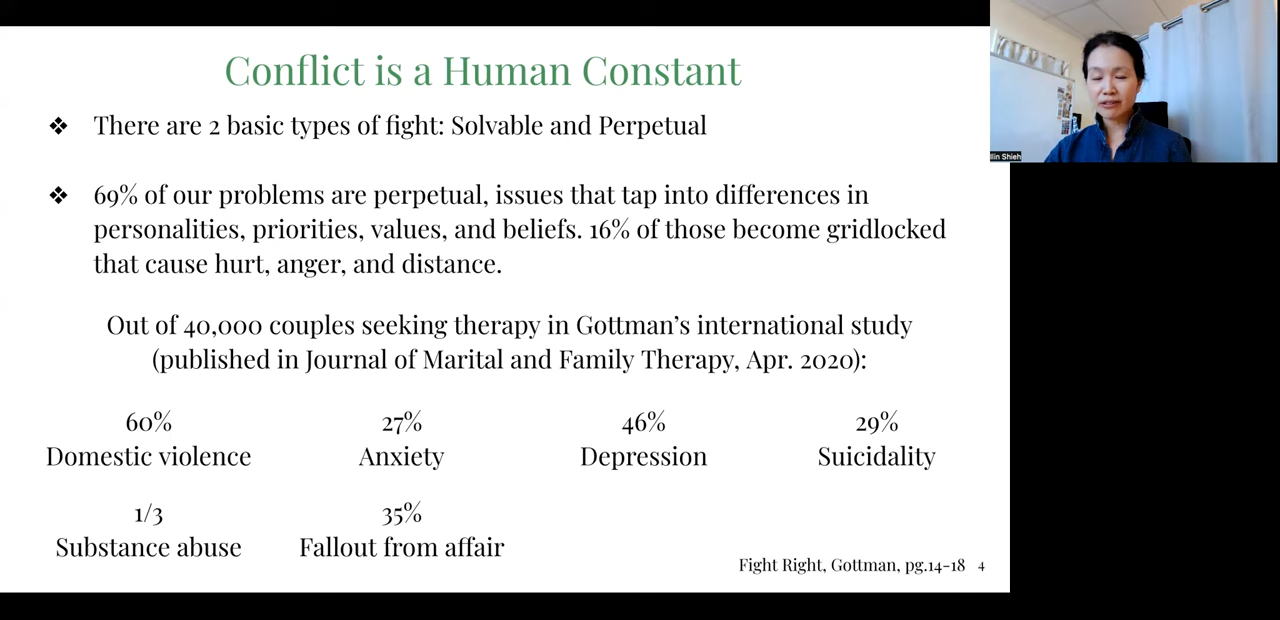 Conflict is a Human Constant
❖ There are 2 basic types of fight: Solvable and Perpetual
❖ 69% of our problems are perpetual, issues that tap into differences in
personalities, priorities, values, and beliefs. 16% of those become gridlocked
that cause hurt, anger, and distance.
Out of 40,000 couples seeking therapy in Gottman’s international study
(published in Journal of Marital and Family Therapy, Apr. 2020):
60% 27% 46% 29%
Domestic violence Anxiety Depression Suicidality
1/3 35%
Substance abuse Fallout from affair
Fight Right, Gottman, pg.14-18 4
Shieh